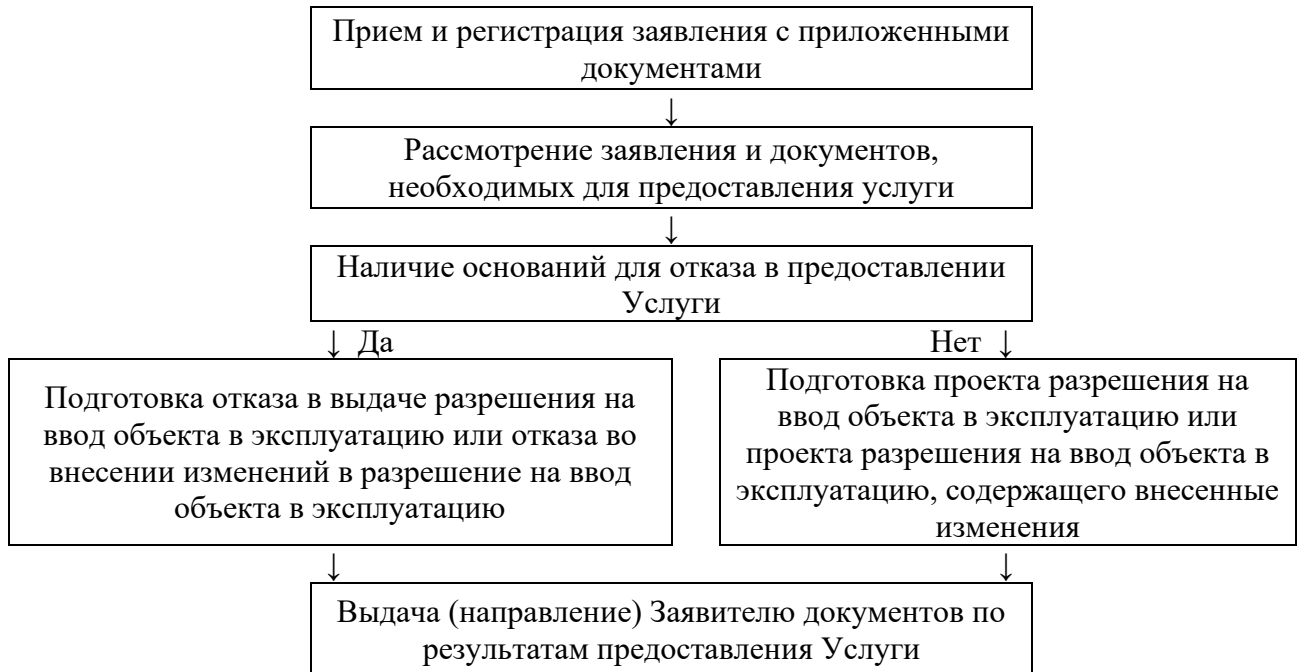 Прием и регистрация заявления с приложенными
документами
↓
Рассмотрение заявления и документов,
необходимых для предоставления услуги
↓
Наличие оснований для отказа в предоставлении
Услуги
↓ Да
Нет ↓
Подготовка отказа в выдаче разрешения на
ввод объекта в эксплуатацию или отказа во
внесении изменений в разрешение на ввод
объекта в эксплуатацию
Подготовка проекта разрешения на
ввод объекта в эксплуатацию или
проекта разрешения на ввод объекта в
эксплуатацию, содержащего внесенные
изменения
↓
↓
Выдача (направление) Заявителю документов по
результатам предоставления Услуги